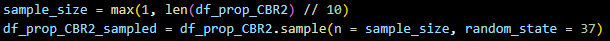 sample_size = max(1, len(df_prop_CBR2) // 10)
df_prop_CBR2_sampled = df_prop_CBR2.sample(n = sample_size, random_state = 37)